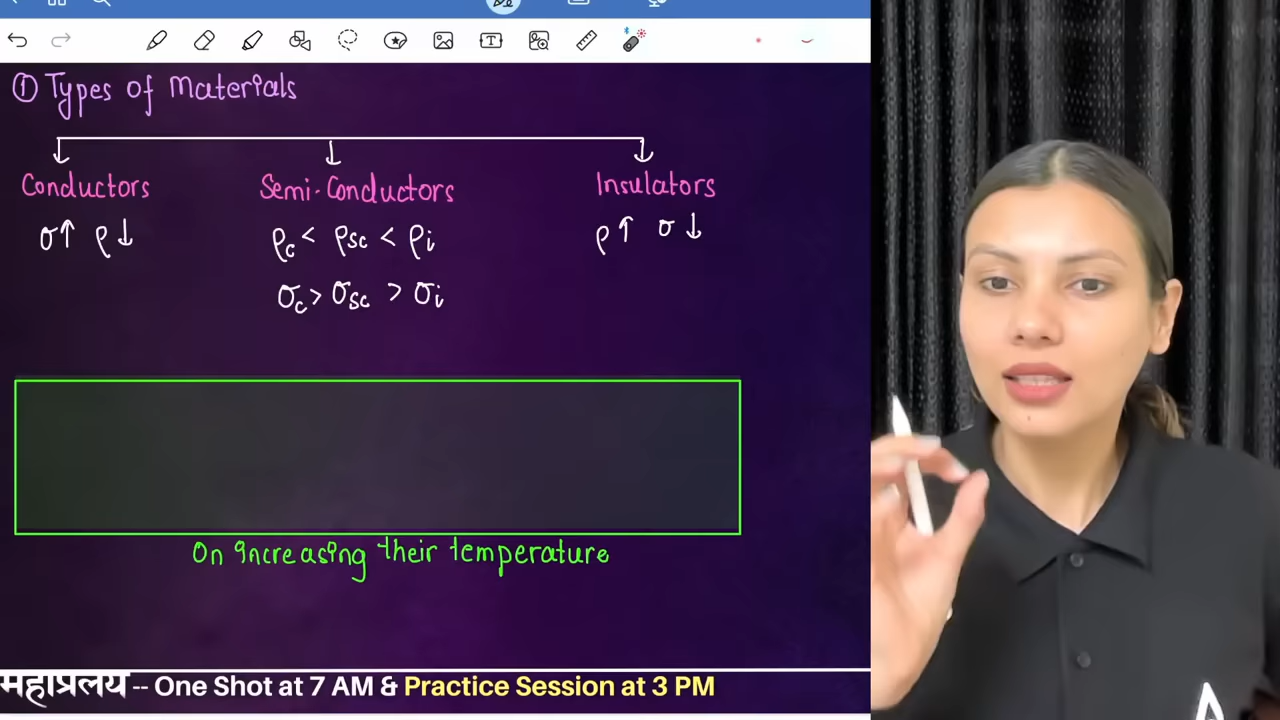 ① Types of Materials
Conductors Semi-Conductors Insulators
σ↑ ρ↓ ρc < ρsc < ρi ρ↑ σ↓
σc > σsc > σi
On increasing their temperature
महाप्रलय -- One Shot at 7 AM & Practice Session at 3 PM